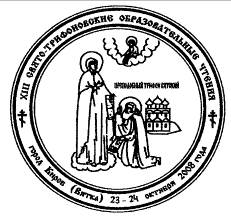 XIII СВЯТО-ТРИФОНОВСКИЕ ОБРАЗОВАТЕЛЬНЫЕ ЧТЕНИЯ
ПРЕПОДОБНЫЙ ТРИФОН ВЯТСКИЙ
город Киров (Вятка) 23 - 24 октября 2008 года